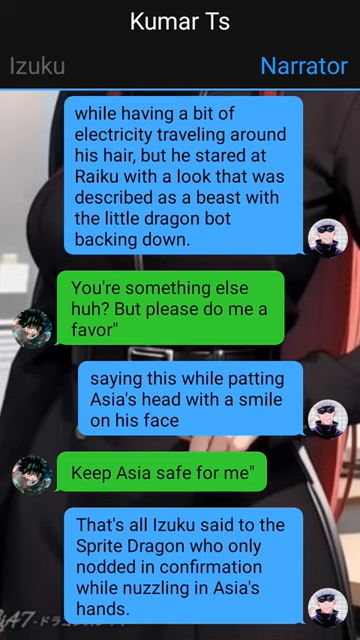 Kumar Ts
Izuku
Narrator
while having a bit of
electricity traveling around
his hair, but he stared at
Raiku with a look that was
described as a beast with
the little dragon bot
backing down.
You're something else
huh? But please do me a
favor"
saying this while patting
Asia's head with a smile
on his face
Keep Asia safe for me"
That's all Izuku said to the
Sprite Dragon who only
nodded in confirmation
while nuzzling in Asia's
hands.